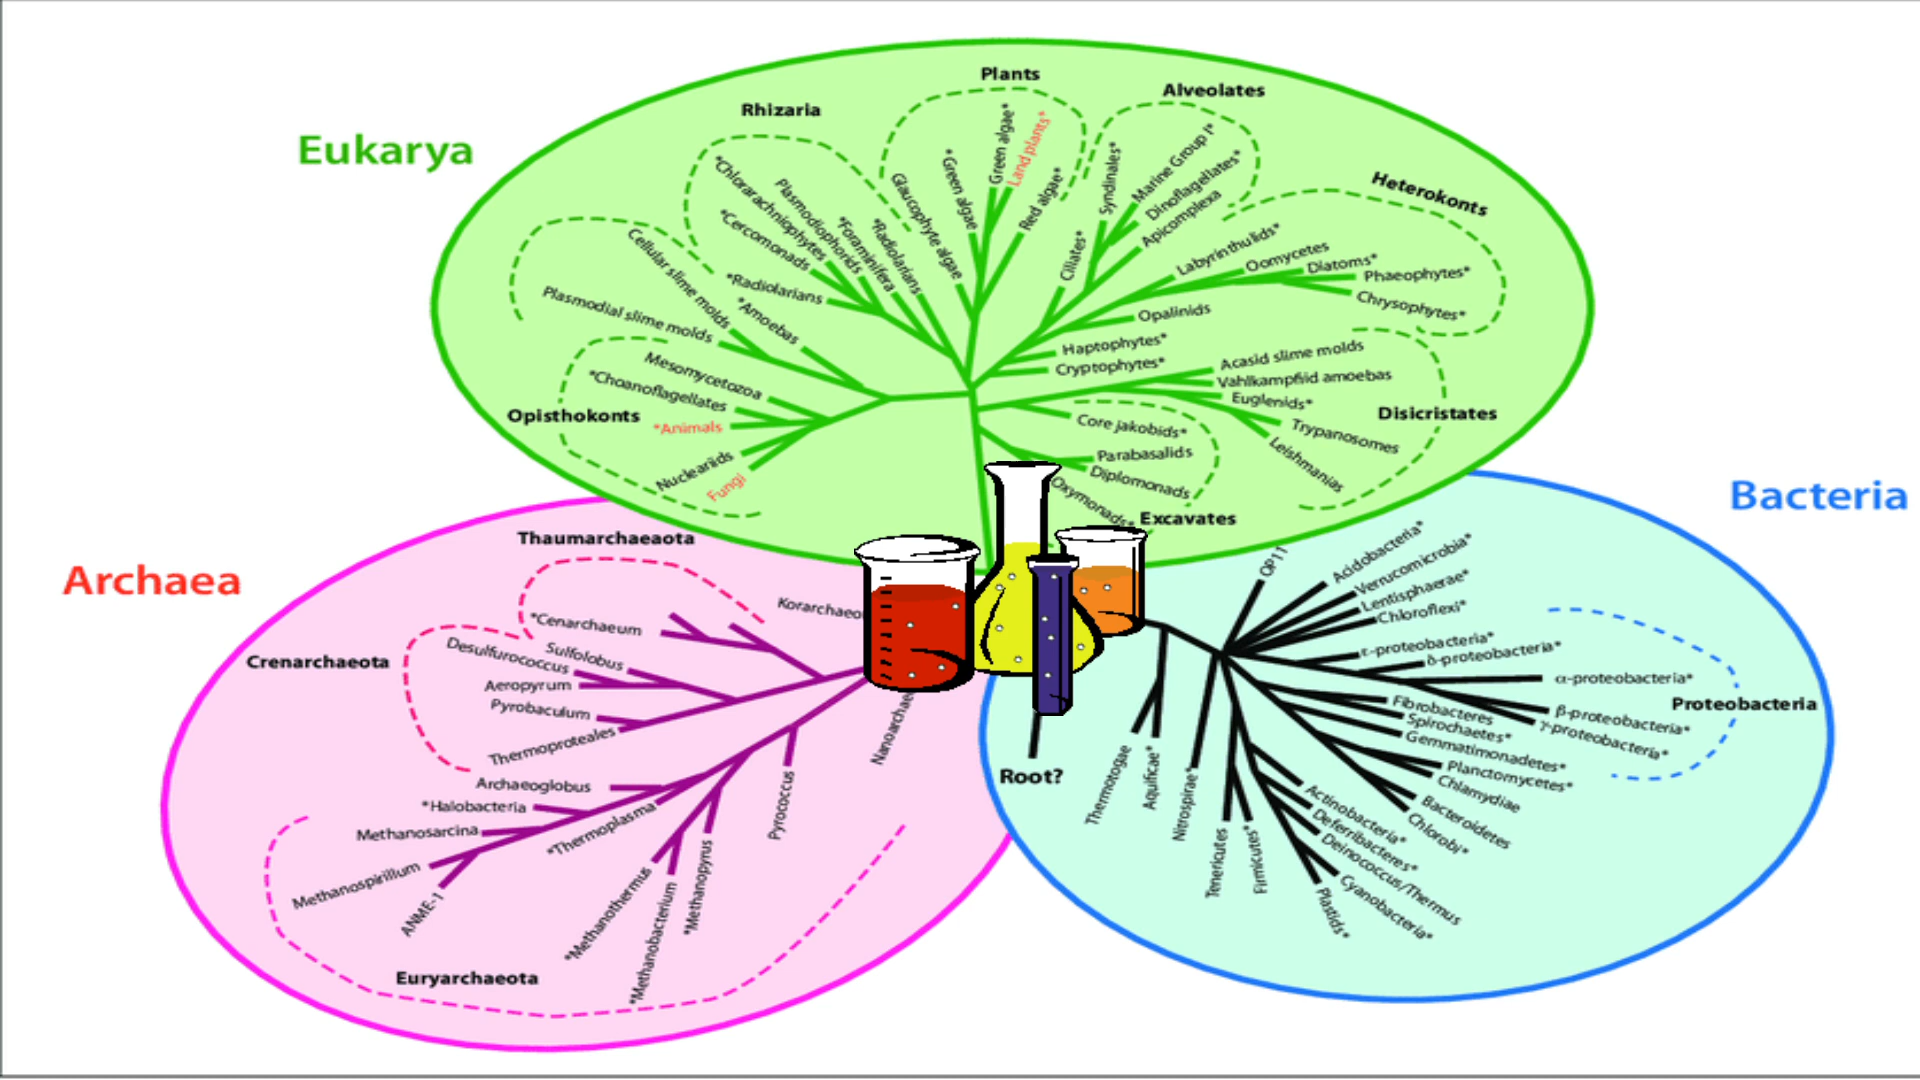 Plants
Alveolates
Rhizaria
Eukarya
Heterokonts
*Chlorarachniophytes
Plasmodiophorids
*Cercomonads
*Foraminifera
*Radiolarians
*Radiolarians
Glaucophyte algae
*Green algae
Green algae*
Land plants*
Red algae*
Ciliates*
Syndinales*
Marine Group I*
Dinoflagellates*
Apicomplexa
Labyrinthulids*
Oomycetes
Diatoms*
Phaeophytes*
Chrysophytes*
Opalinids
Haptophytes*
Cryptophytes*
Cellular slime molds
Plasmodial slime molds
*Amoebas
Mesomycetozoa
*Choanoflagellates
Opisthokonts
*Animals
Nucleariids
Fungi
Acasid slime molds
Vahlkampfiid amoebas
Euglenids*
Disicristates
Trypanosomes
Leishmanias
Core jakobids*
Parabasalids
Diplomonads
Oxymonads*
Excavates
Bacteria
Archaea
Thaumarchaeaota
*Cenarchaeum
Crenarchaeota
Desulfurococcus
Sulfolobus
Aeropyrum
Pyrobaculum
Thermoproteales
Archaeoglobus
*Halobacteria
Methanosarcina
*Thermoplasma
Methanospirillum
ANME-1
*Methanothermus
*Methanobacterium
*Methanopyrus
Pyrococcus
Euryarchaeota
Root?
OP11
Acidobacteria*
Verrucomicrobia*
Lentisphaerae*
Chloroflexi*
ε-proteobacteria*
δ-proteobacteria*
α-proteobacteria*
Proteobacteria
β-proteobacteria*
γ-proteobacteria*
Fibrobacteres
Spirochaetes*
Gemmatimonadetes*
Planctomycetes*
Chlamydiae
Bacteroidetes
Chlorobi*
Actinobacteria*
Deferribacteres*
Deinococcus/Thermus
Cyanobacteria*
Plastids*
Firmicutes*
Tenericutes
Nitrospirae*
Aquificae*
Thermotogae